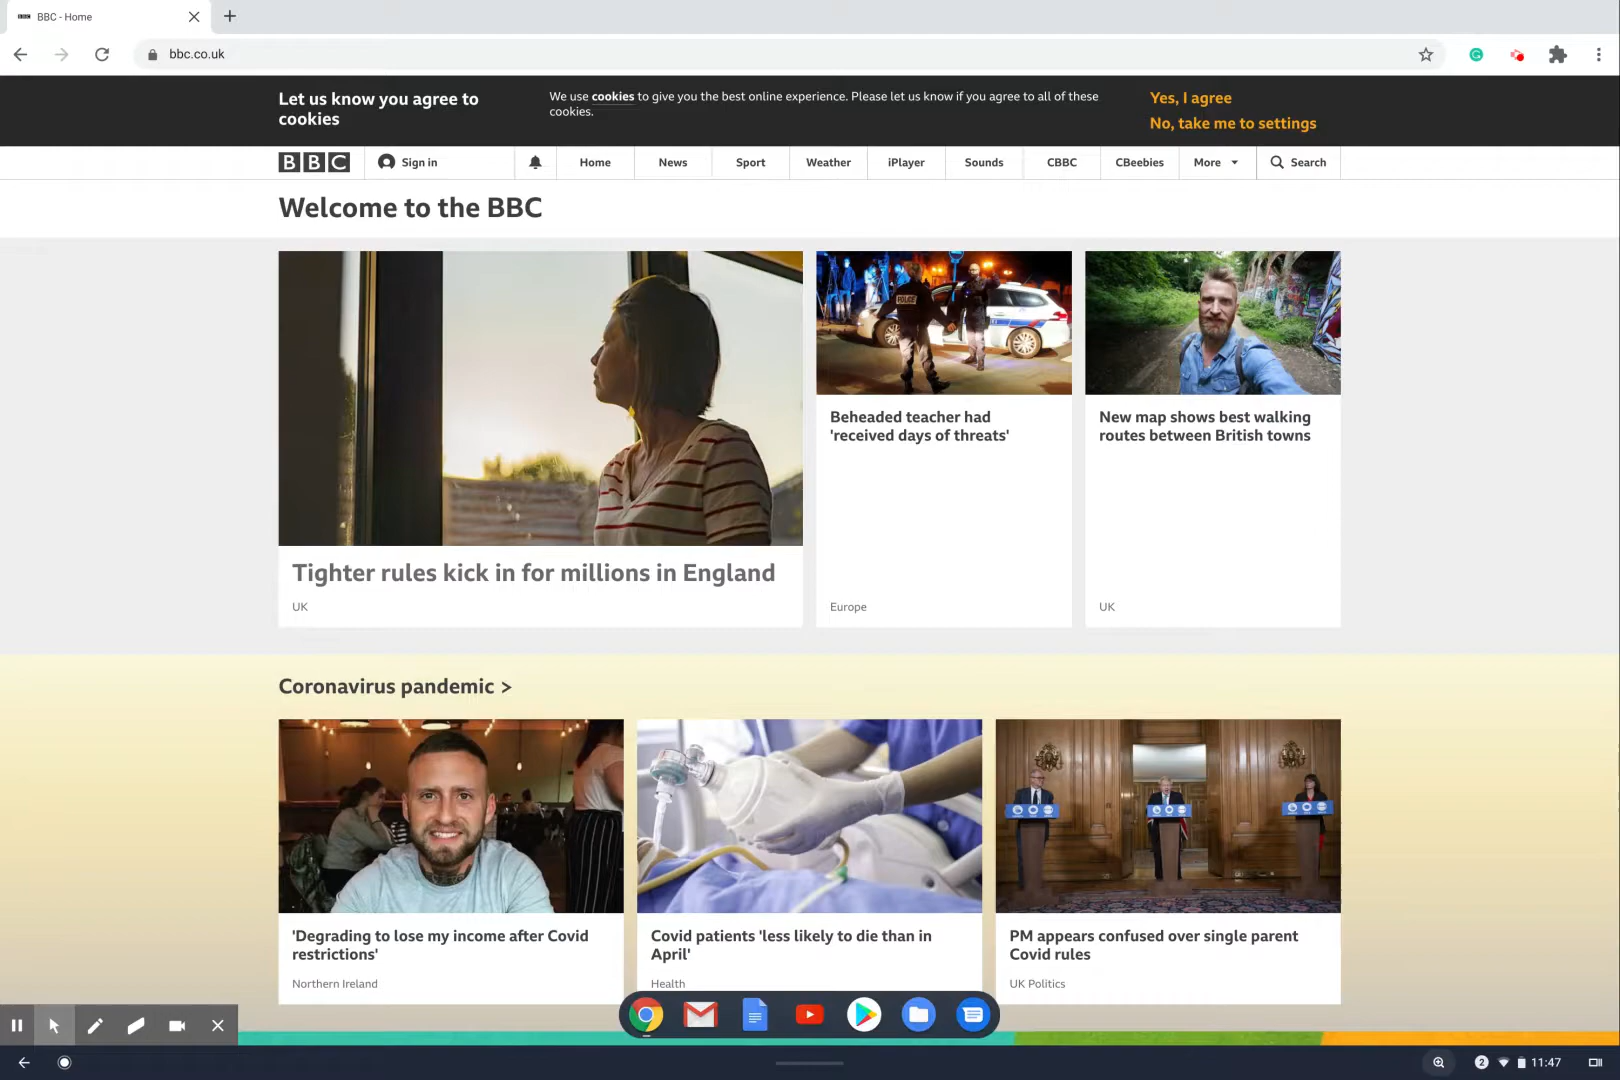 BBC - Home
bbc.co.uk
Let us know you agree to
cookies
We use cookies to give you the best online experience. Please let us know if you agree to all of these
cookies.
Yes, I agree
No, take me to settings
BBC
Sign in
Home
News
Sport
Weather
iPlayer
Sounds
CBBC
CBeebies
More
Search
Welcome to the BBC
POLICE
Tighter rules kick in for millions in England
UK
Beheaded teacher had
'received days of threats'
Europe
New map shows best walking
routes between British towns
UK
Coronavirus pandemic >
'Degrading to lose my income after Covid
restrictions'
Northern Ireland
Covid patients 'less likely to die than in
April'
Health
PM appears confused over single parent
Covid rules
UK Politics
2
11:47